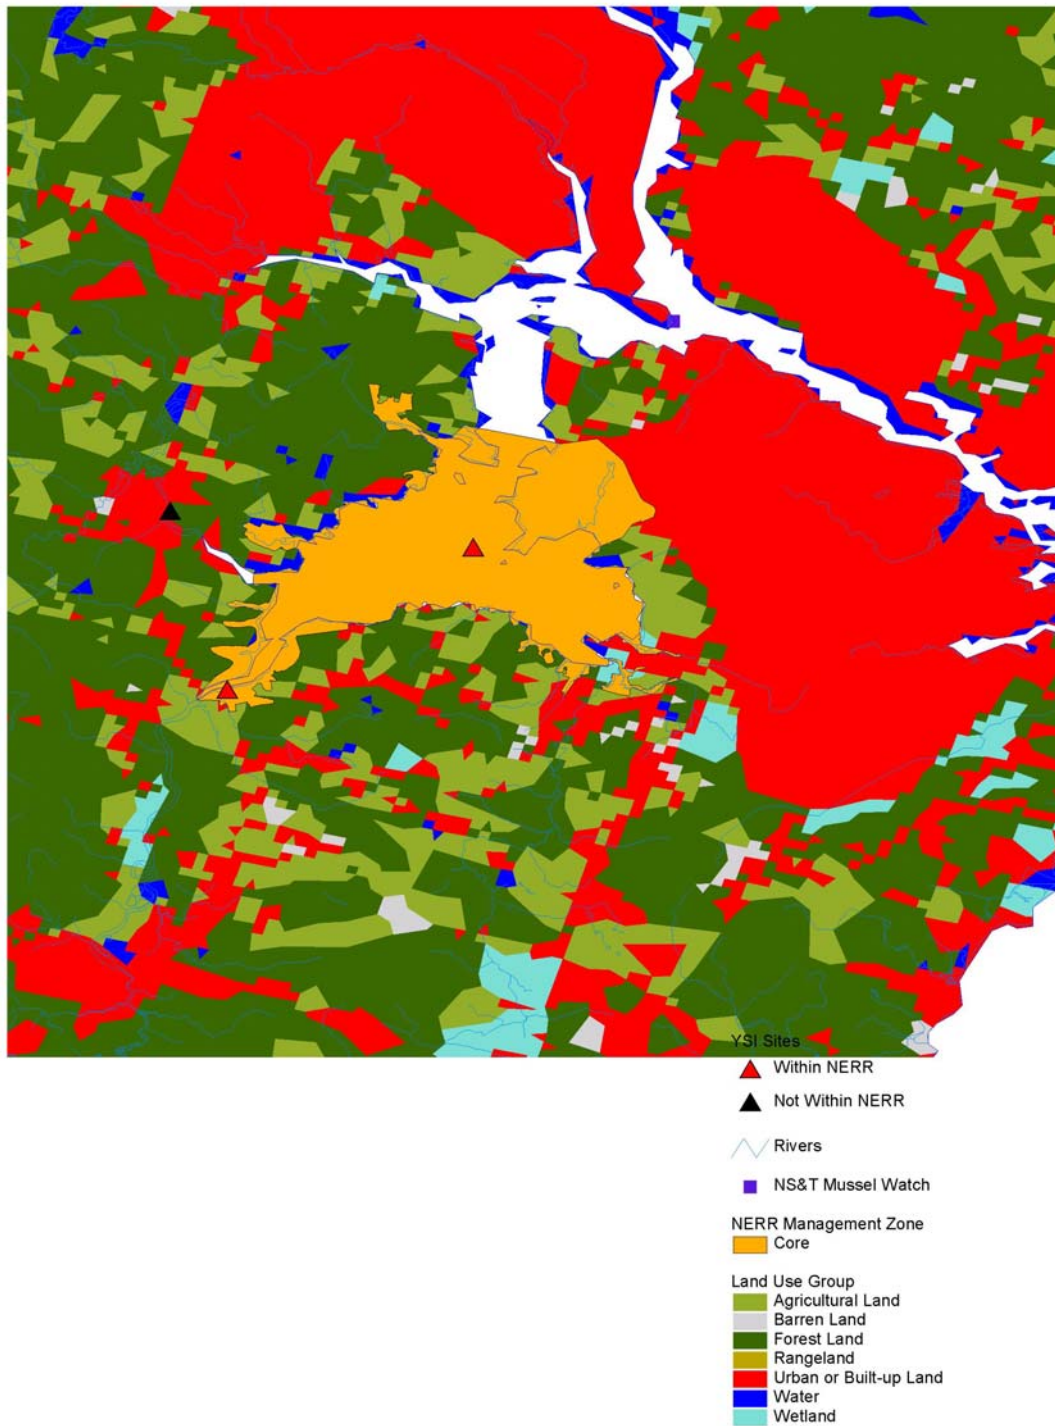 YSI Sites
Within NERR
Not Within NERR
Rivers
NS&T Mussel Watch
NERR Management Zone
Core
Land Use Group
Agricultural Land
Barren Land
Forest Land
Rangeland
Urban or Built-up Land
Water
Wetland